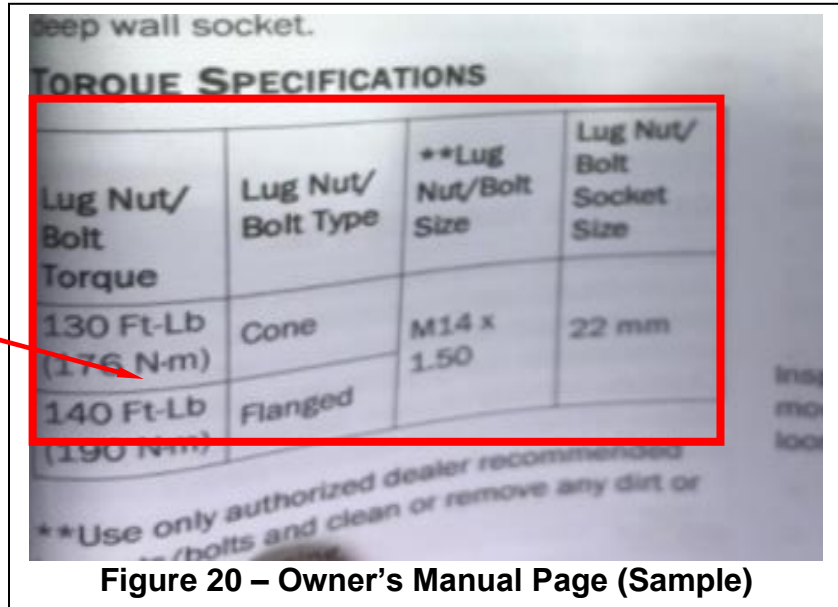 deep wall socket.
TORQUE SPECIFICATIONS
Lug Nut/
Bolt
Torque
Lug Nut/
Bolt Type
**Lug
Nut/Bolt
Size
Lug Nut/
Bolt
Socket
Size
130 Ft-Lb
(176 N·m)
Cone
M14 x
1.50
22 mm
140 Ft-Lb
(190 N·m)
Flanged
**Use only authorized dealer recommended
/bolts and clean or remove any dirt or
Figure 20 – Owner’s Manual Page (Sample)